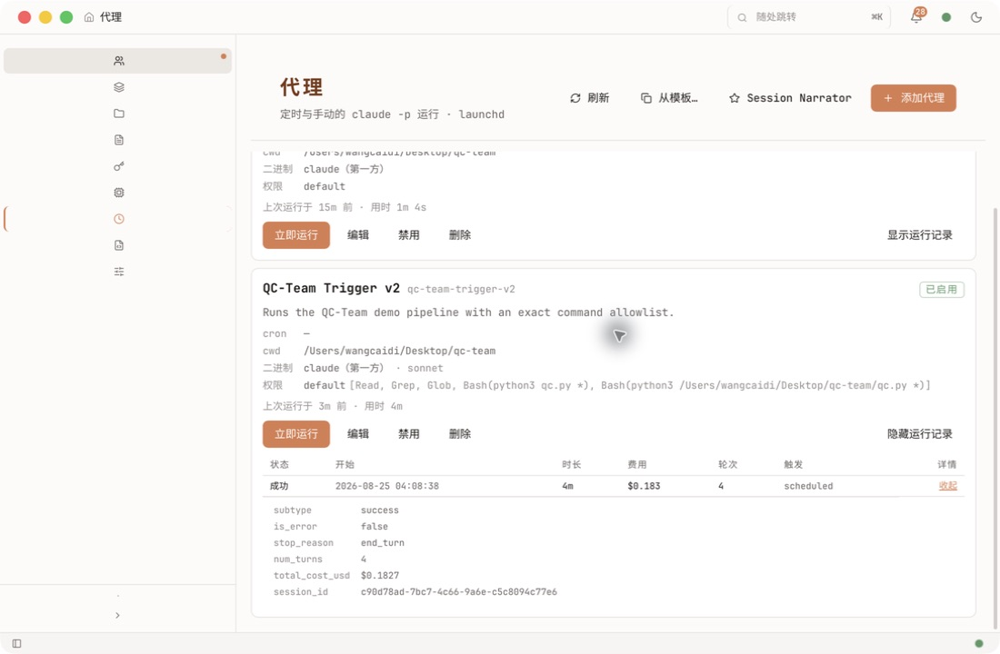 代理
随处跳转 ⌘K
28
代理
定时与手动的 claude -p 运行 · launchd
刷新
从模板…
Session Narrator
+ 添加代理
cwd /Users/wangcaidi/Desktop/qc-team
二进制 claude (第一方)
权限 default
上次运行于 15m 前 · 用时 1m 4s
立即运行 编辑 禁用 删除 显示运行记录
QC-Team Trigger v2 qc-team-trigger-v2 已启用
Runs the QC-Team demo pipeline with an exact command allowlist.
cron —
cwd /Users/wangcaidi/Desktop/qc-team
二进制 claude (第一方) · sonnet
权限 default [Read, Grep, Glob, Bash(python3 qc.py *), Bash(python3 /Users/wangcaidi/Desktop/qc-team/qc.py *)]
上次运行于 3m 前 · 用时 4m
立即运行 编辑 禁用 删除 隐藏运行记录
状态 开始 时长 费用 轮次 触发 详情
成功 2026-08-25 04:08:38 4m $0.183 4 scheduled 收起
subtype success
is_error false
stop_reason end_turn
num_turns 4
total_cost_usd $0.1827
session_id c90d78ad-7bc7-4c66-9a6e-c5c8094c77e6